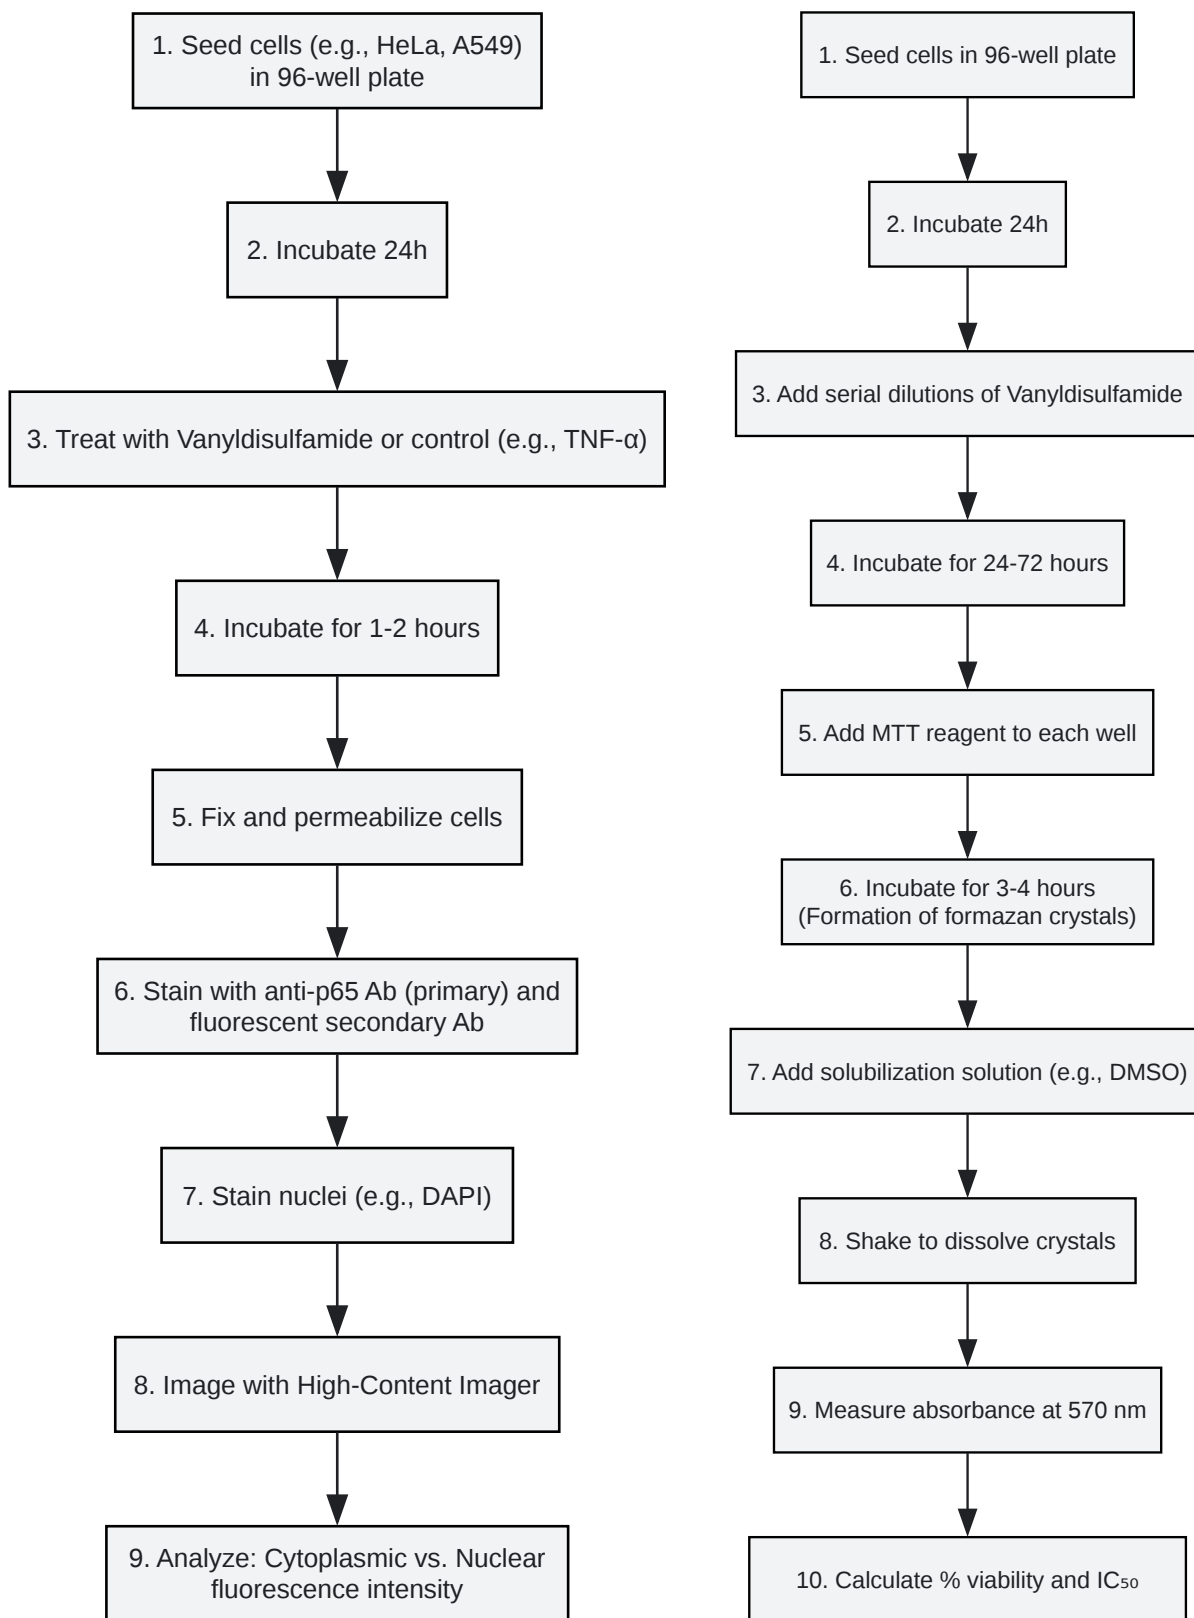 1. Seed cells (e.g., HeLa, A549)
in 96-well plate
2. Incubate 24h
3. Treat with Vanyldisulfamide or control (e.g., TNF-α)
4. Incubate for 1-2 hours
5. Fix and permeabilize cells
6. Stain with anti-p65 Ab (primary) and
fluorescent secondary Ab
7. Stain nuclei (e.g., DAPI)
8. Image with High-Content Imager
9. Analyze: Cytoplasmic vs. Nuclear
fluorescence intensity
1. Seed cells in 96-well plate
2. Incubate 24h
3. Add serial dilutions of Vanyldisulfamide
4. Incubate for 24-72 hours
5. Add MTT reagent to each well
6. Incubate for 3-4 hours
(Formation of formazan crystals)
7. Add solubilization solution (e.g., DMSO)
8. Shake to dissolve crystals
9. Measure absorbance at 570 nm
10. Calculate % viability and IC₅₀